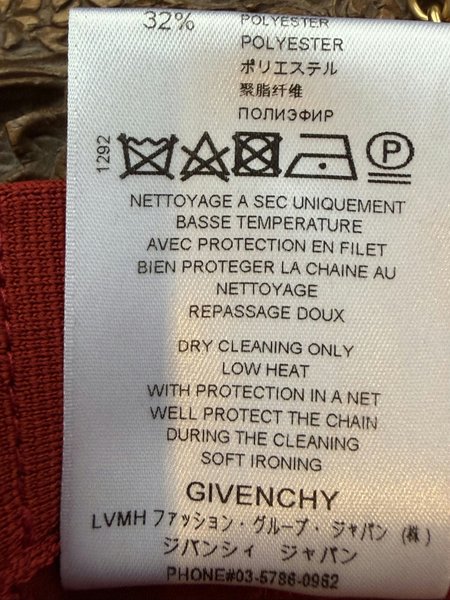 32% POLYESTER
POLYESTER
ポリエステル
聚脂纤维
ПОЛИЭФИР
1292
P
NETTOYAGE A SEC UNIQUEMENT
BASSE TEMPERATURE
AVEC PROTECTION EN FILET
BIEN PROTEGER LA CHAINE AU
NETTOYAGE
REPASSAGE DOUX
DRY CLEANING ONLY
LOW HEAT
WITH PROTECTION IN A NET
WELL PROTECT THE CHAIN
DURING THE CLEANING
SOFT IRONING
GIVENCHY
LVMH ファッション・グループ・ジャパン (株)
ジバンシィ ジャパン
PHONE#03-5786-0962